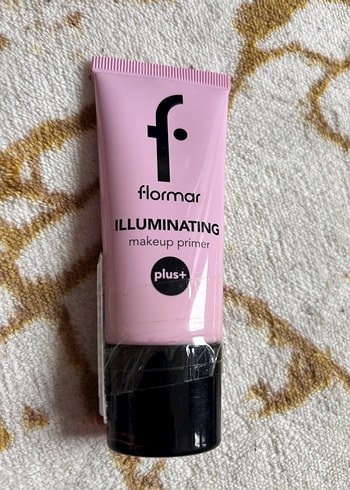 f
flormar
ILLUMINATING
makeup primer
plus+